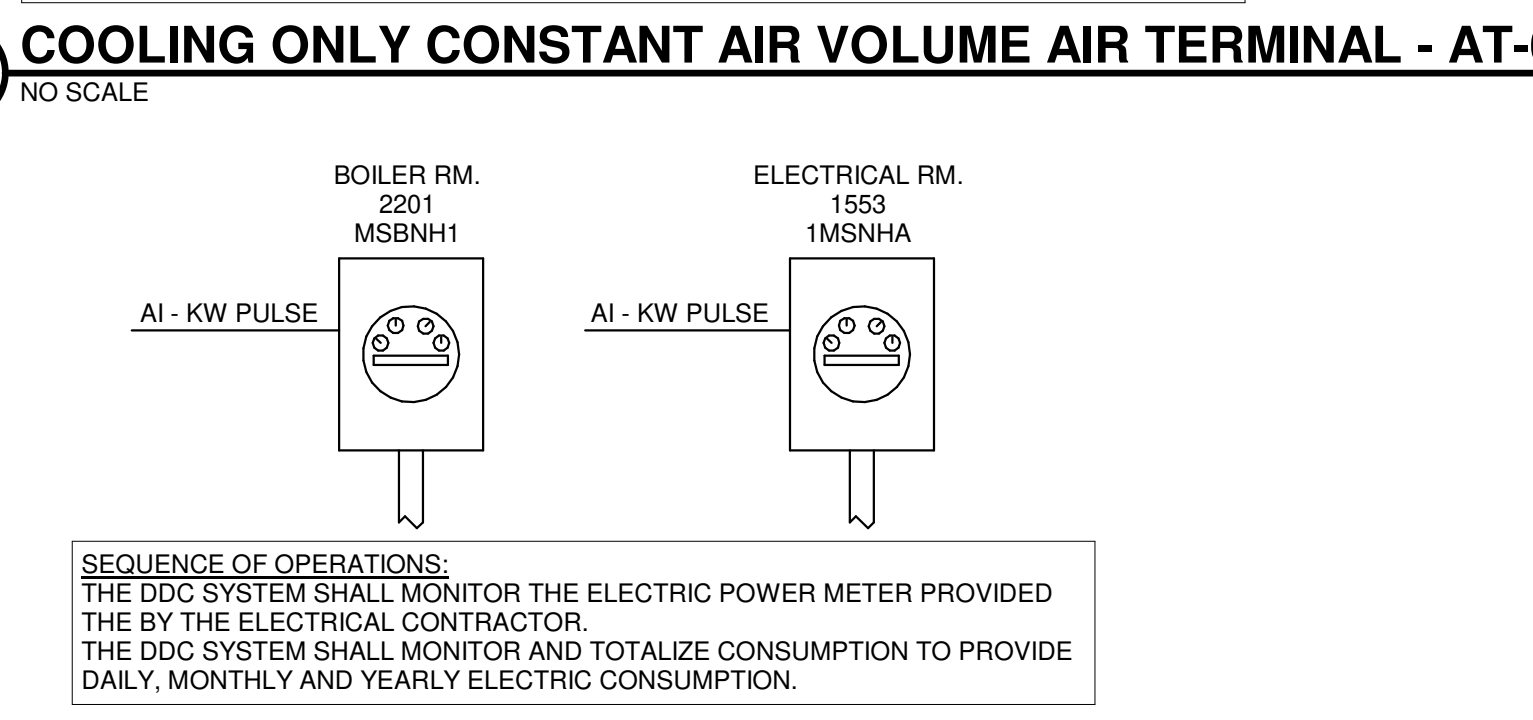 COOLING ONLY CONSTANT AIR VOLUME AIR TERMINAL - AT-
NO SCALE
BOILER RM.
2201
MSBNH1
ELECTRICAL RM.
1553
1MSNHA
AI - KW PULSE
AI - KW PULSE
SEQUENCE OF OPERATIONS:
THE DDC SYSTEM SHALL MONITOR THE ELECTRIC POWER METER PROVIDED
THE BY THE ELECTRICAL CONTRACTOR.
THE DDC SYSTEM SHALL MONITOR AND TOTALIZE CONSUMPTION TO PROVIDE
DAILY, MONTHLY AND YEARLY ELECTRIC CONSUMPTION.